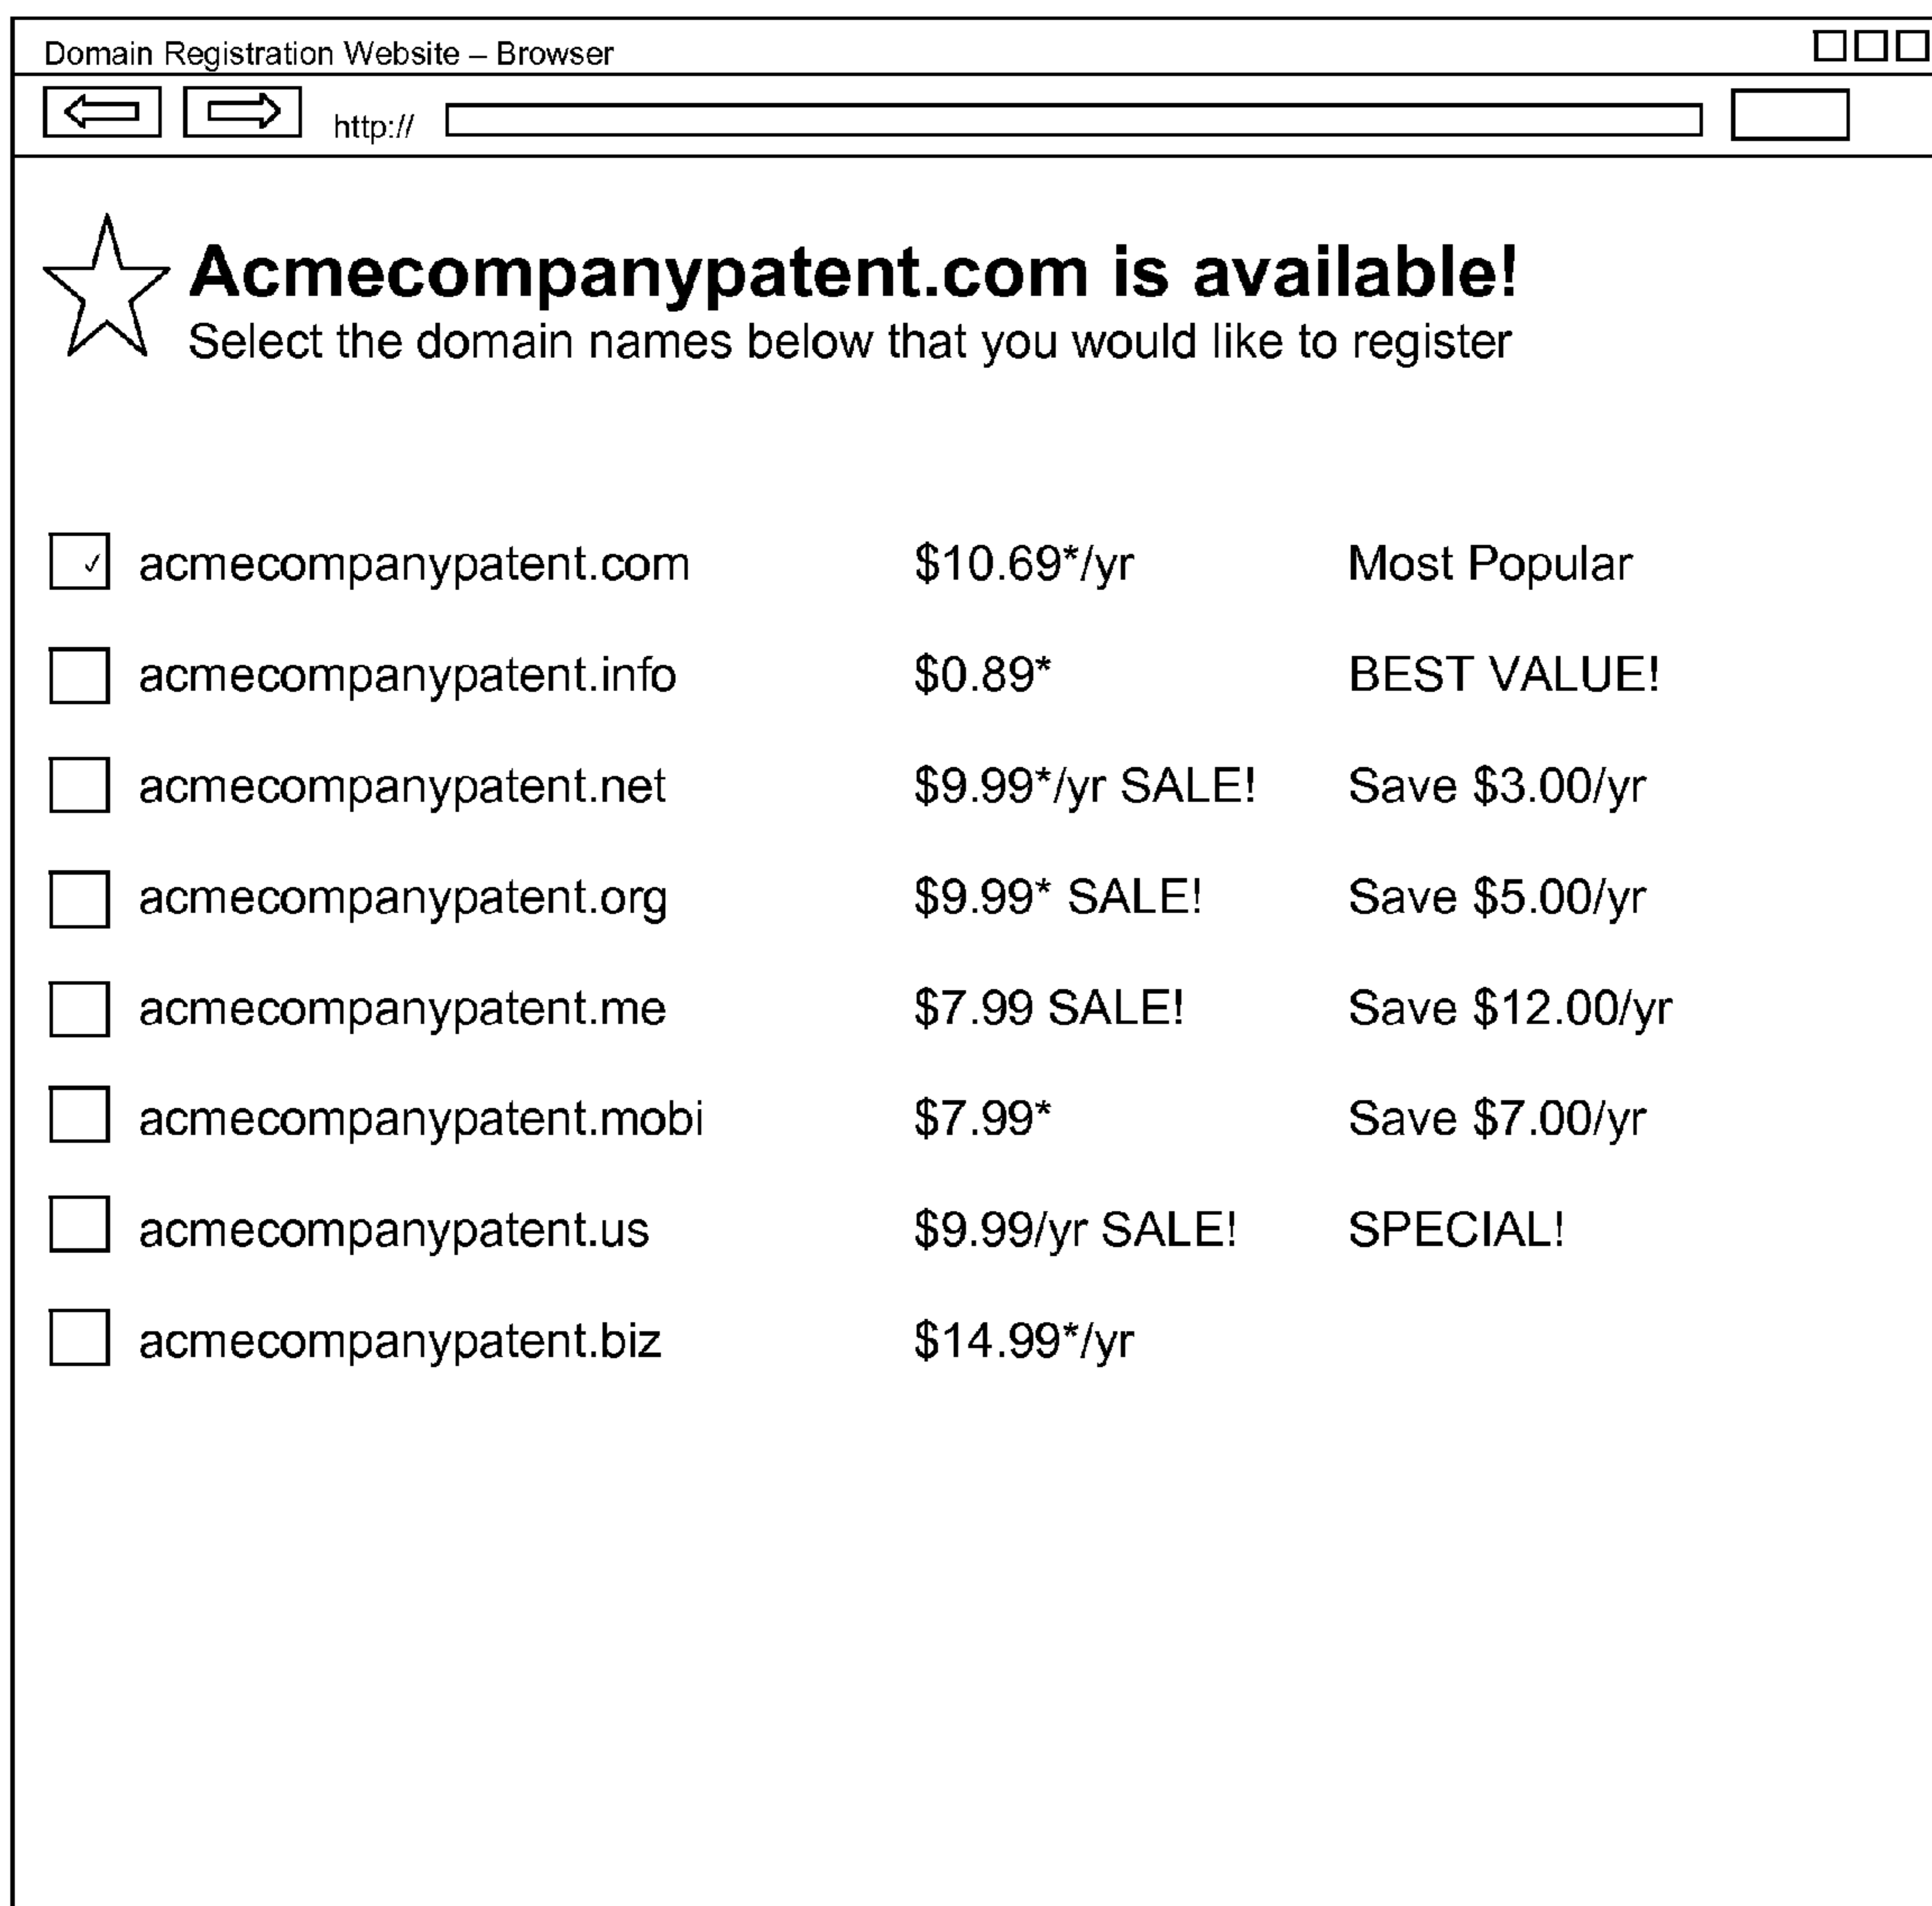 Domain Registration Website – Browser
http://
Acmecompanypatent.com is available!
Select the domain names below that you would like to register
acmecompanypatent.com $10.69*/yr Most Popular
acmecompanypatent.info $0.89* BEST VALUE!
acmecompanypatent.net $9.99*/yr SALE! Save $3.00/yr
acmecompanypatent.org $9.99* SALE! Save $5.00/yr
acmecompanypatent.me $7.99 SALE! Save $12.00/yr
acmecompanypatent.mobi $7.99* Save $7.00/yr
acmecompanypatent.us $9.99/yr SALE! SPECIAL!
acmecompanypatent.biz $14.99*/yr